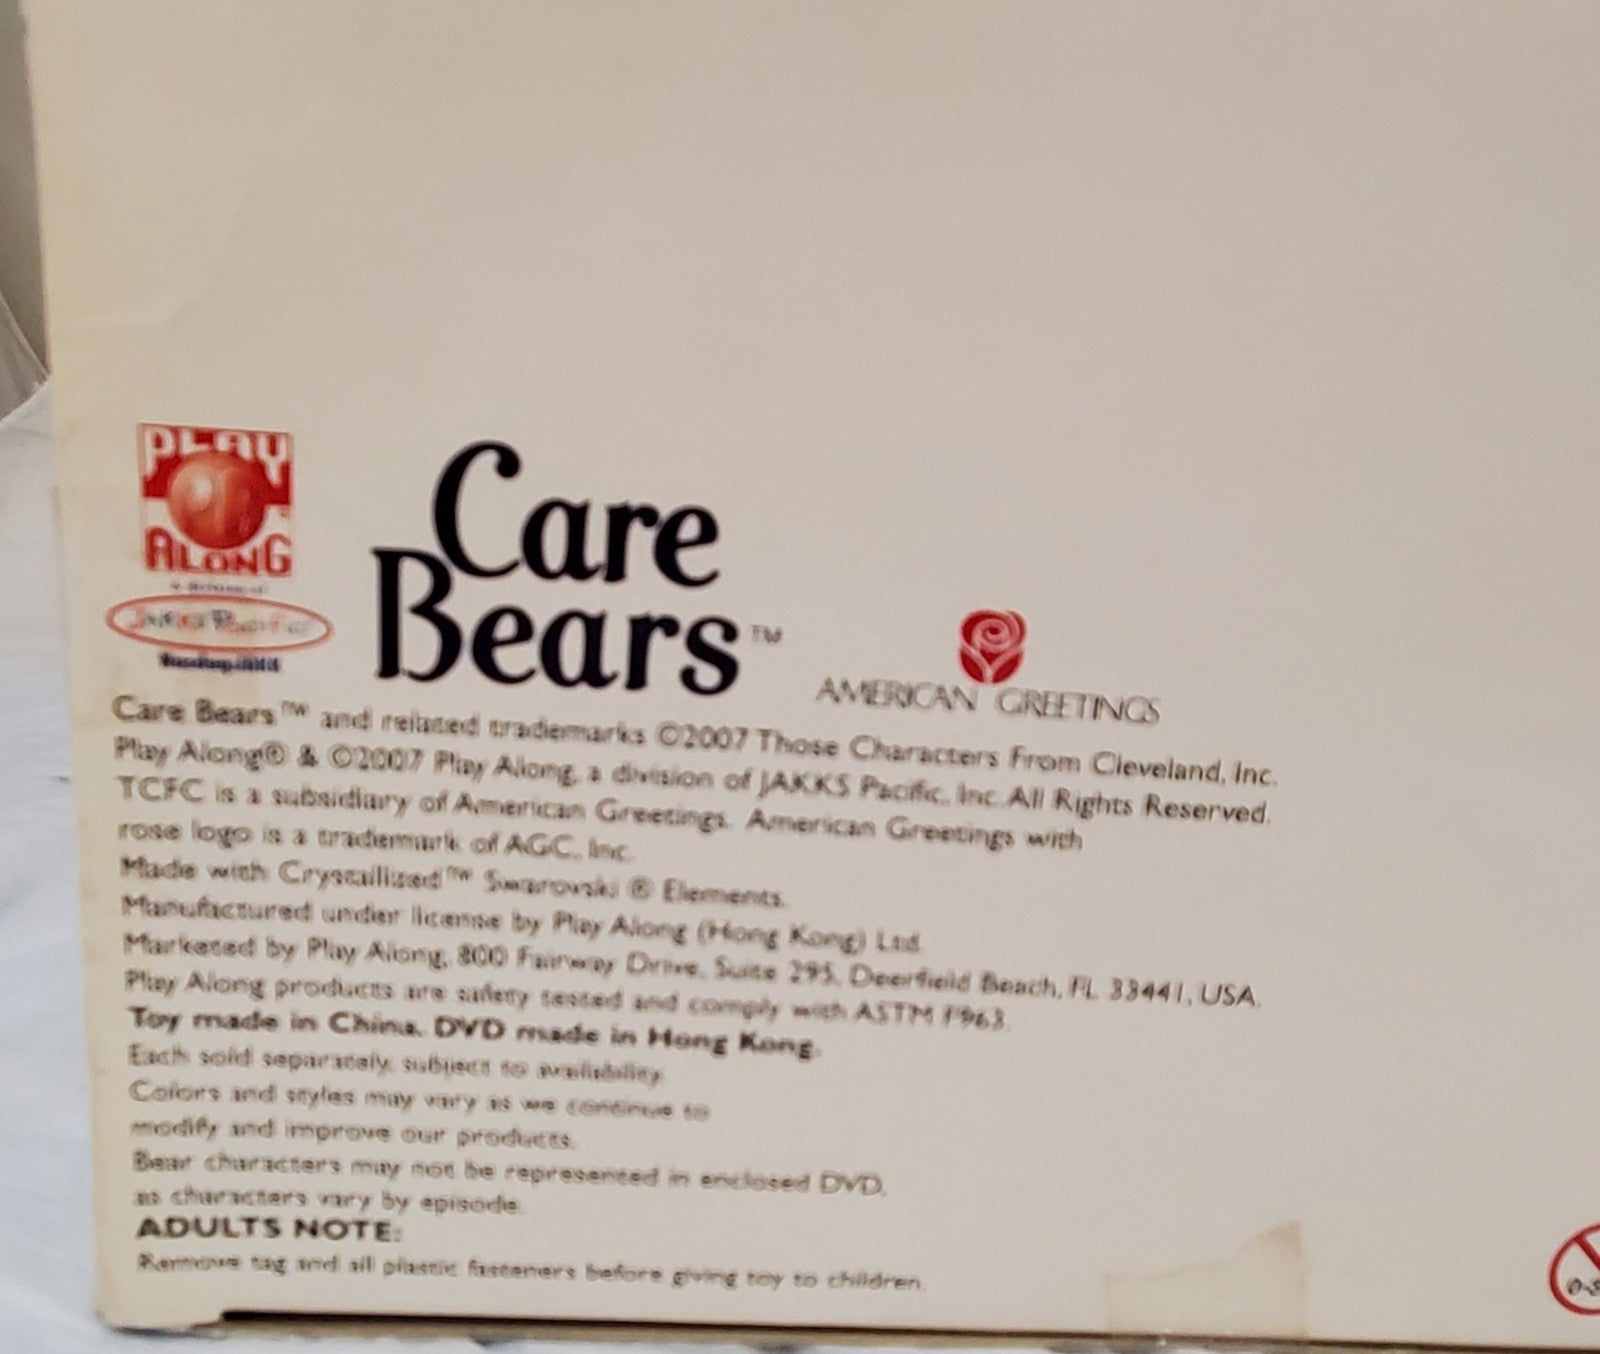 PLAY
ALONG
Care
Bears™
AMERICAN GREETINGS
Care Bears™ and related trademarks ©2007 Those Characters From Cleveland, Inc.
Play Along® & ©2007 Play Along, a division of JAKKS Pacific, Inc. All Rights Reserved.
TCFC is a subsidiary of American Greetings. American Greetings with
rose logo is a trademark of AGC, Inc.
Made with Crystallized™ Swarovski ® Elements.
Manufactured under license by Play Along (Hong Kong) Ltd.
Marketed by Play Along, 800 Fairway Drive, Suite 295, Deerfield Beach, FL 33441, USA.
Play Along products are safety tested and comply with ASTM F963.
Toy made in China. DVD made in Hong Kong.
Each sold separately, subject to availability.
Colors and styles may vary as we continue to
modify and improve our products.
Bear characters may not be represented in enclosed DVD,
as characters vary by episode.
ADULTS NOTE:
Remove tag and all plastic fasteners before giving toy to children.